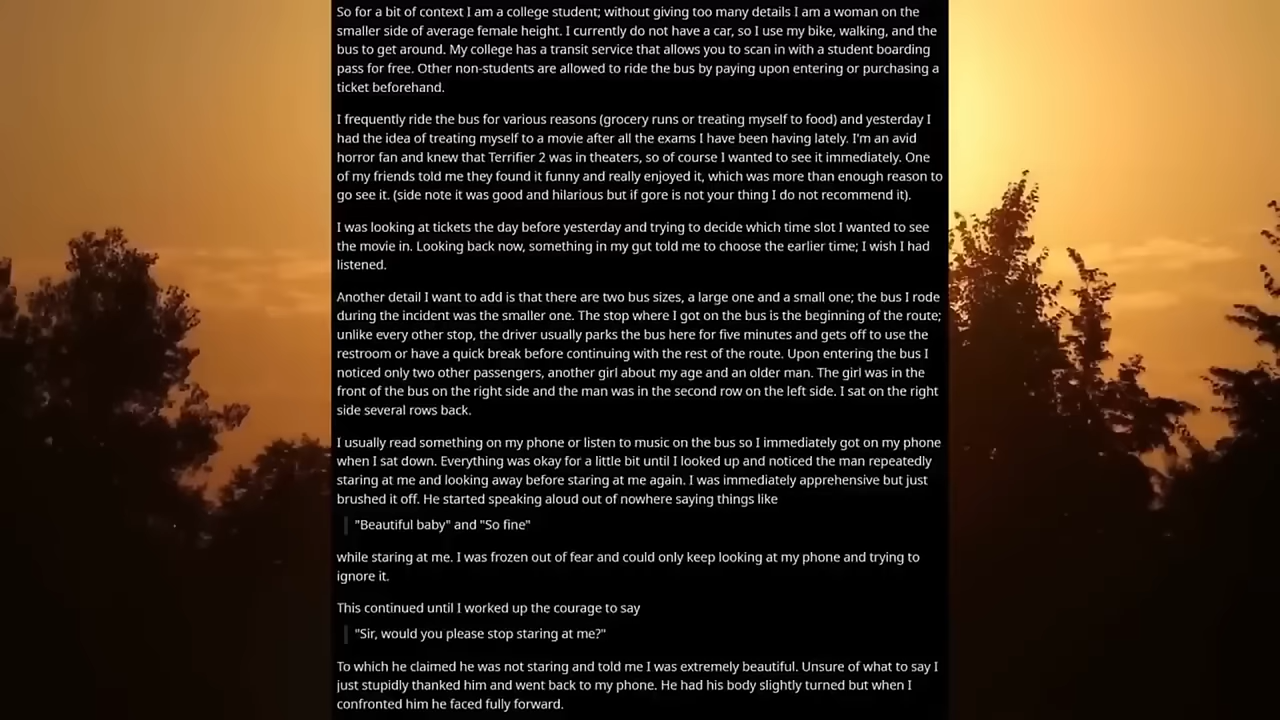 So for a bit of context I am a college student; without giving too many details I am a woman on the
smaller side of average female height. I currently do not have a car, so I use my bike, walking, and the
bus to get around. My college has a transit service that allows you to scan in with a student boarding
pass for free. Other non-students are allowed to ride the bus by paying upon entering or purchasing a
ticket beforehand.
I frequently ride the bus for various reasons (grocery runs or treating myself to food) and yesterday I
had the idea of treating myself to a movie after all the exams I have been having lately. I'm an avid
horror fan and knew that Terrifier 2 was in theaters, so of course I wanted to see it immediately. One
of my friends told me they found it funny and really enjoyed it, which was more than enough reason to
go see it. (side note it was good and hilarious but if gore is not your thing I do not recommend it).
I was looking at tickets the day before yesterday and trying to decide which time slot I wanted to see
the movie in. Looking back now, something in my gut told me to choose the earlier time; I wish I had
listened.
Another detail I want to add is that there are two bus sizes, a large one and a small one; the bus I rode
during the incident was the smaller one. The stop where I got on the bus is the beginning of the route;
unlike every other stop, the driver usually parks the bus here for five minutes and gets off to use the
restroom or have a quick break before continuing with the rest of the route. Upon entering the bus I
noticed only two other passengers, another girl about my age and an older man. The girl was in the
front of the bus on the right side and the man was in the second row on the left side. I sat on the right
side several rows back.
I usually read something on my phone or listen to music on the bus so I immediately got on my phone
when I sat down. Everything was okay for a little bit until I looked up and noticed the man repeatedly
staring at me and looking away before staring at me again. I was immediately apprehensive but just
brushed it off. He started speaking aloud out of nowhere saying things like
"Beautiful baby" and "So fine"
while staring at me. I was frozen out of fear and could only keep looking at my phone and trying to
ignore it.
This continued until I worked up the courage to say
"Sir, would you please stop staring at me?"
To which he claimed he was not staring and told me I was extremely beautiful. Unsure of what to say I
just stupidly thanked him and went back to my phone. He had his body slightly turned but when I
confronted him he faced fully forward.